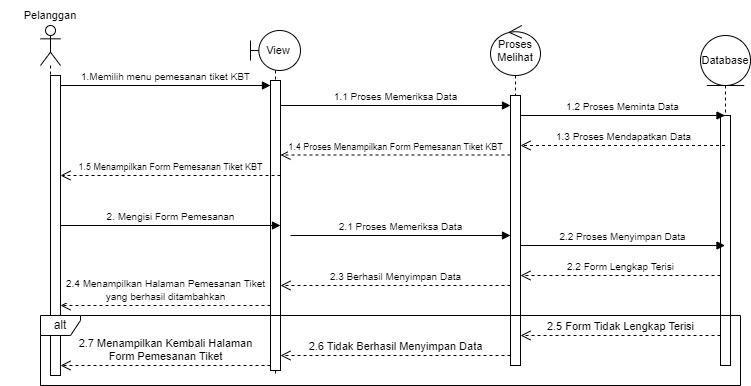 Pelanggan
View
Proses
Melihat
Database
1.Memilih menu pemesanan tiket KBT
1.1 Proses Memeriksa Data
1.2 Proses Meminta Data
1.3 Proses Mendapatkan Data
1.4 Proses Menampilkan Form Pemesanan Tiket KBT
1.5 Menampilkan Form Pemesanan Tiket KBT
2. Mengisi Form Pemesanan
2.1 Proses Memeriksa Data
2.2 Proses Menyimpan Data
2.2 Form Lengkap Terisi
2.3 Berhasil Menyimpan Data
2.4 Menampilkan Halaman Pemesanan Tiket
yang berhasil ditambahkan
alt
2.5 Form Tidak Lengkap Terisi
2.6 Tidak Berhasil Menyimpan Data
2.7 Menampilkan Kembali Halaman
Form Pemesanan Tiket